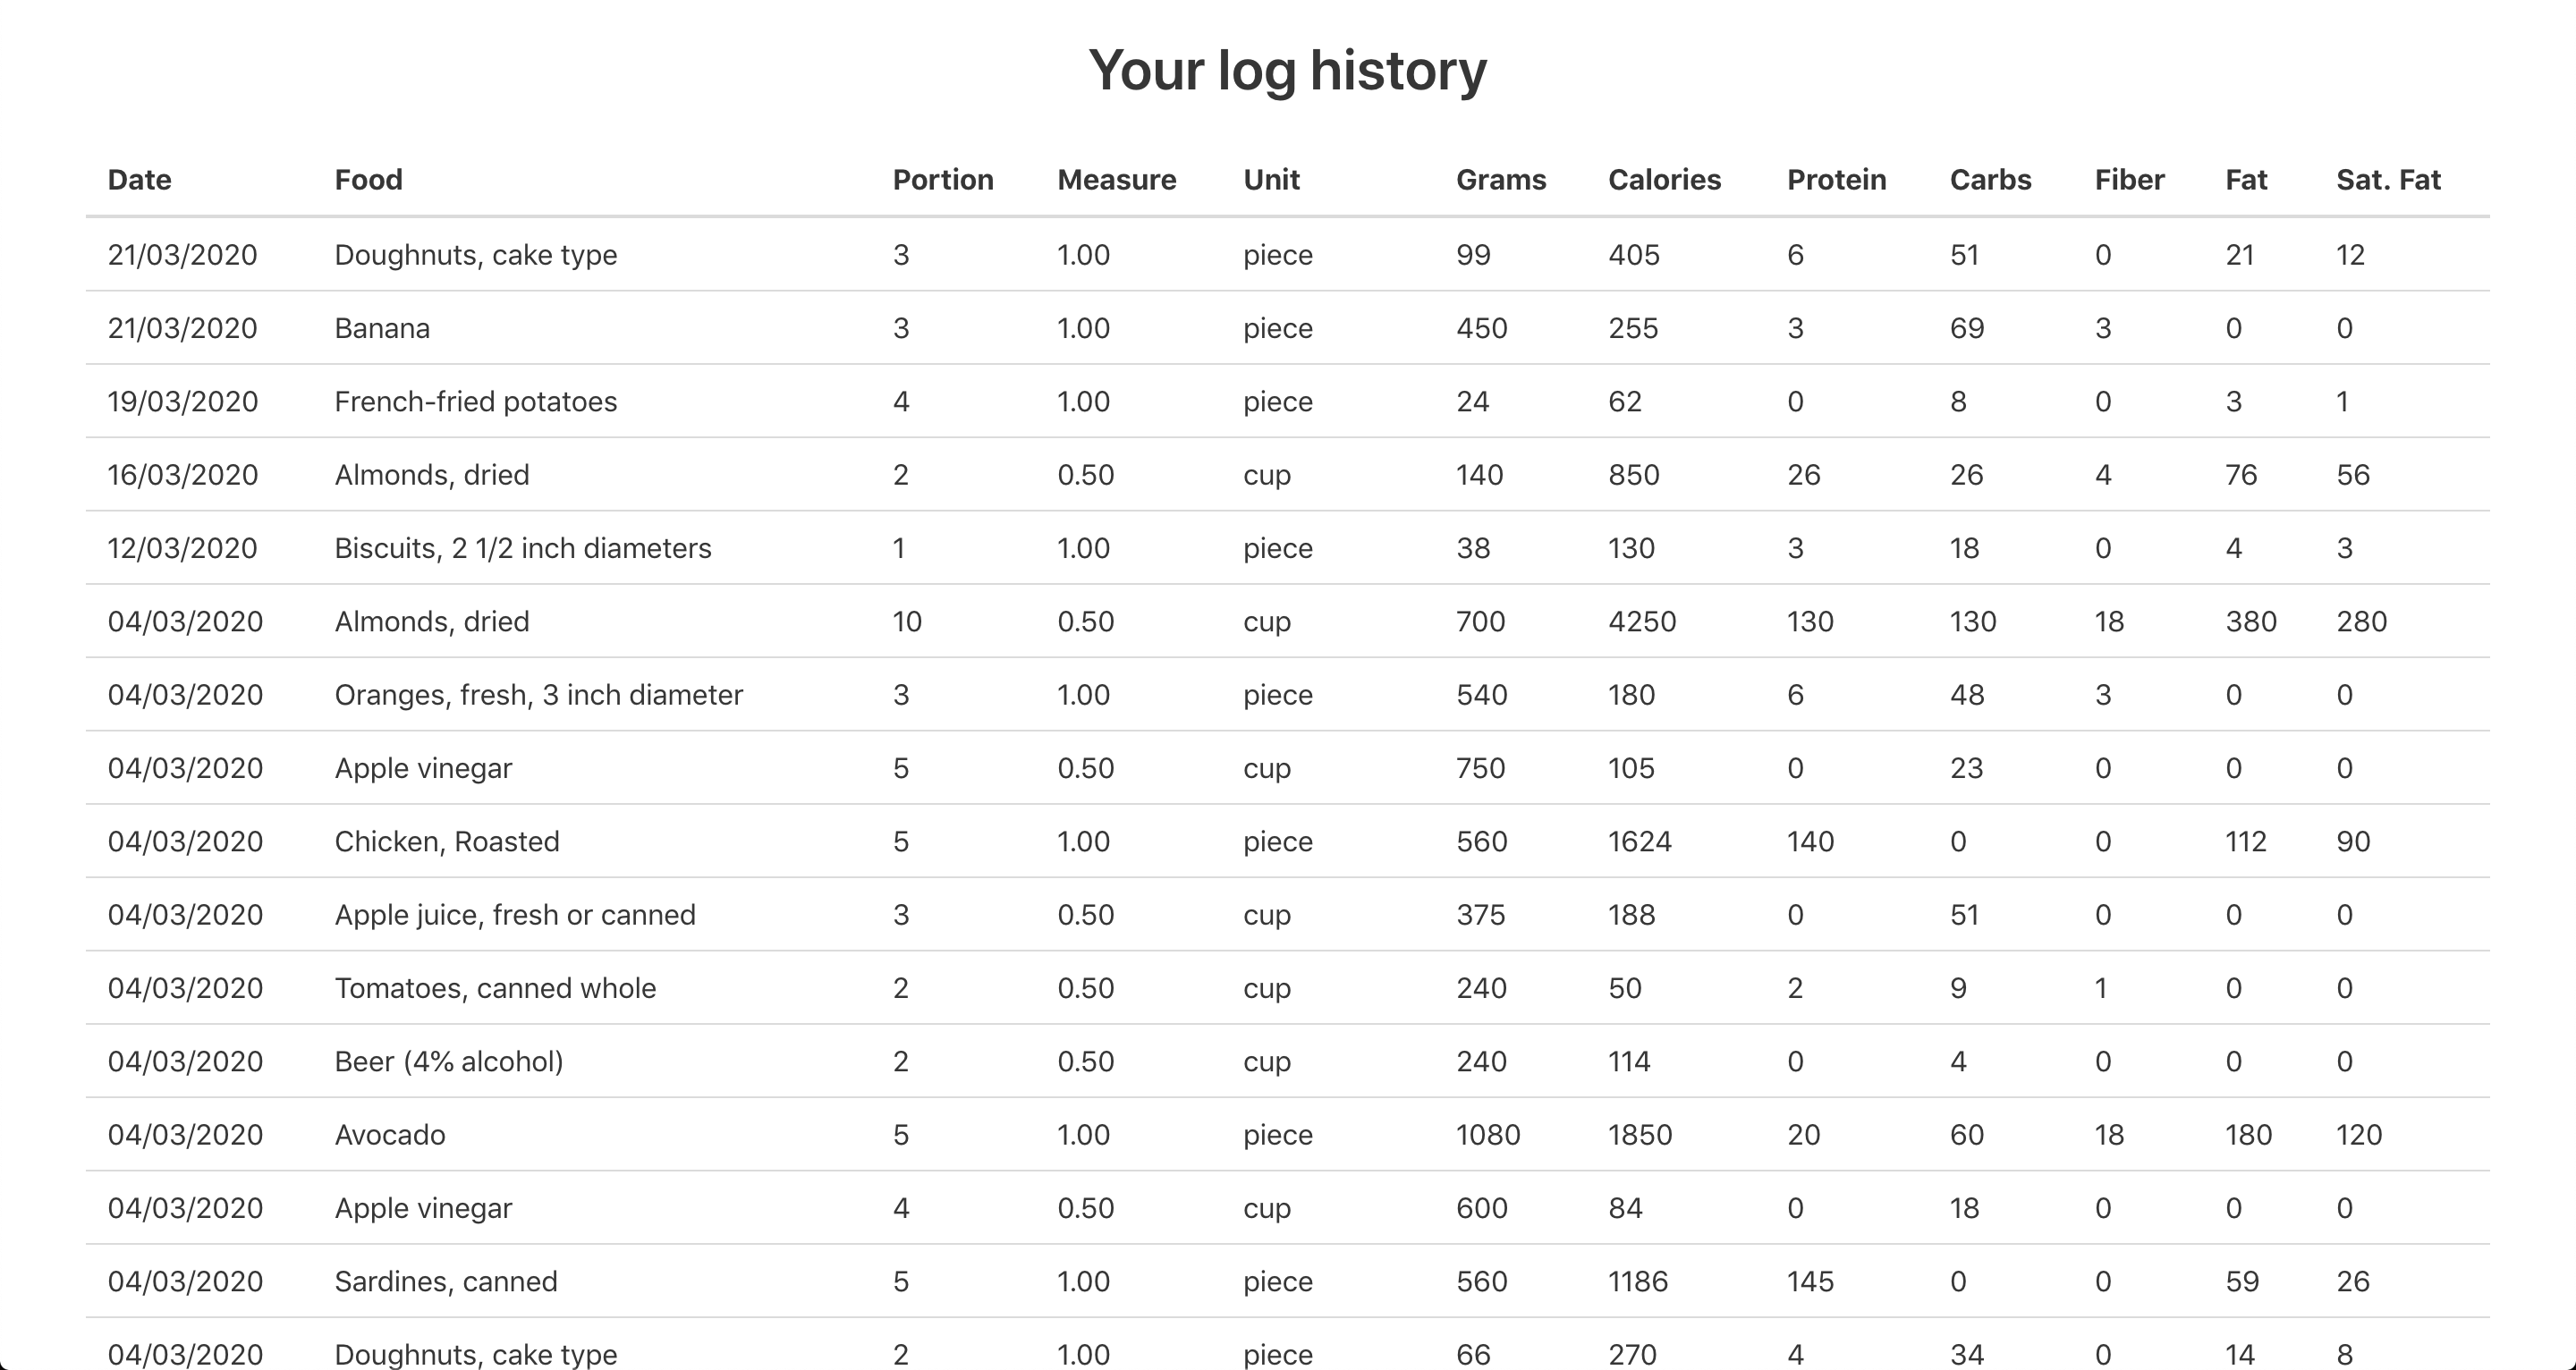 Your log history
Date Food Portion Measure Unit Grams Calories Protein Carbs Fiber Fat Sat. Fat
21/03/2020 Doughnuts, cake type 3 1.00 piece 99 405 6 51 0 21 12
21/03/2020 Banana 3 1.00 piece 450 255 3 69 3 0 0
19/03/2020 French-fried potatoes 4 1.00 piece 24 62 0 8 0 3 1
16/03/2020 Almonds, dried 2 0.50 cup 140 850 26 26 4 76 56
12/03/2020 Biscuits, 2 1/2 inch diameters 1 1.00 piece 38 130 3 18 0 4 3
04/03/2020 Almonds, dried 10 0.50 cup 700 4250 130 130 18 380 280
04/03/2020 Oranges, fresh, 3 inch diameter 3 1.00 piece 540 180 6 48 3 0 0
04/03/2020 Apple vinegar 5 0.50 cup 750 105 0 23 0 0 0
04/03/2020 Chicken, Roasted 5 1.00 piece 560 1624 140 0 0 112 90
04/03/2020 Apple juice, fresh or canned 3 0.50 cup 375 188 0 51 0 0 0
04/03/2020 Tomatoes, canned whole 2 0.50 cup 240 50 2 9 1 0 0
04/03/2020 Beer (4% alcohol) 2 0.50 cup 240 114 0 4 0 0 0
04/03/2020 Avocado 5 1.00 piece 1080 1850 20 60 18 180 120
04/03/2020 Apple vinegar 4 0.50 cup 600 84 0 18 0 0 0
04/03/2020 Sardines, canned 5 1.00 piece 560 1186 145 0 0 59 26
04/03/2020 Doughnuts, cake type 2 1.00 piece 66 270 4 34 0 14 8